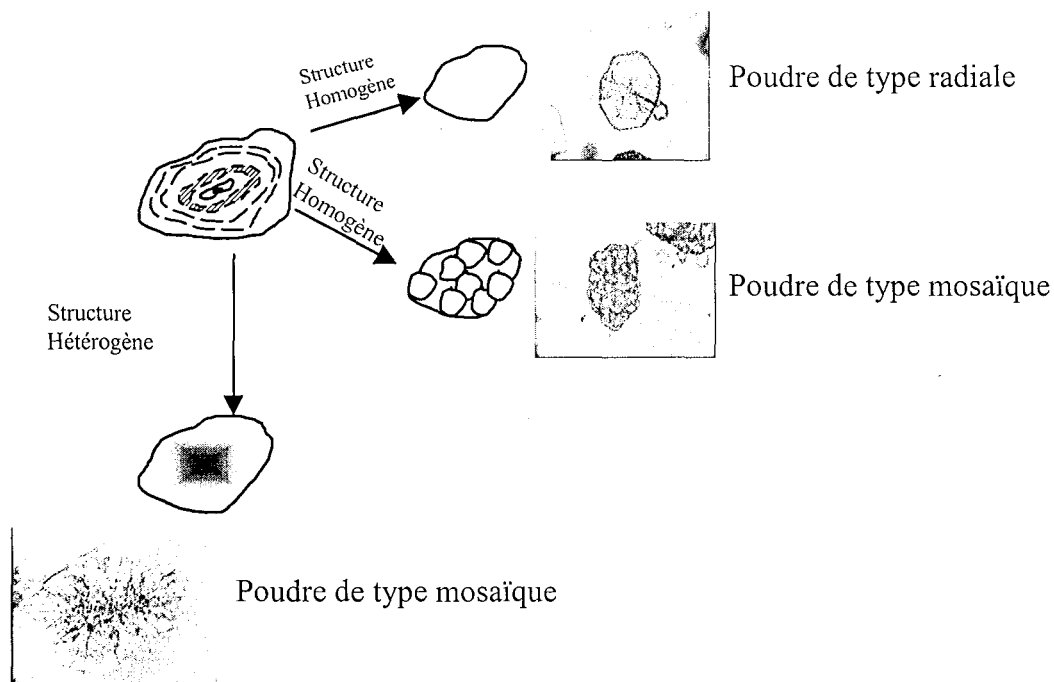 Structure
Homogène
Poudre de type radiale
Structure
Homogène
Poudre de type mosaïque
Structure
Hétérogène
Poudre de type mosaïque